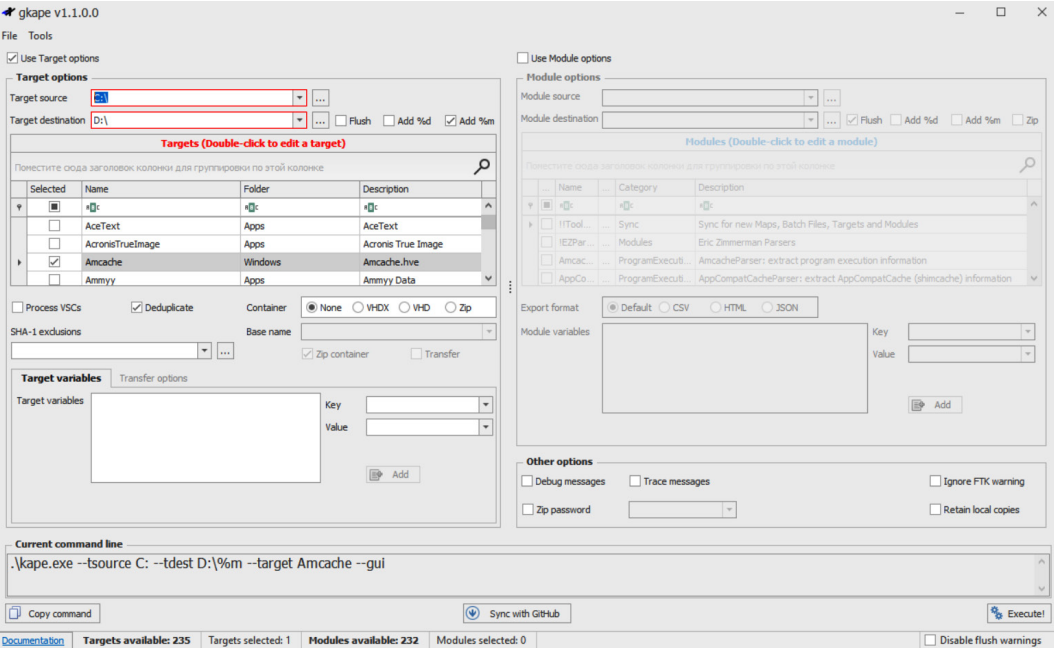 gkape v1.1.0.0
File Tools
Use Target options
Target options
Target source C:\ ...
Target destination D:\ ... Flush Add %d Add %m
Targets (Double-click to edit a target)
Поместите сюда заголовок колонки для группировки по этой колонке
Selected Name Folder Description
AceText Apps AceText
AcronisTrueImage Apps Acronis True Image
Amcache Windows Amcache.hve
Ammyy Apps Ammyy Data
Process VSCs Deduplicate Container None VHDX VHD Zip
SHA-1 exclusions Base name
... Zip container Transfer
Target variables Transfer options
Target variables Key
Value
Add
Use Module options
Module options
Module source ...
Module destination ... Flush Add %d Add %m Zip
Modules (Double-click to edit a module)
Поместите сюда заголовок колонки для группировки по этой колонке
... Name ... Category Description
!!Tool... ... Sync Sync for new Maps, Batch Files, Targets and Modules
!EZPar... ... Modules Eric Zimmerman Parsers
Amcac... ... ProgramExecuti... AmcacheParser: extract program execution information
AppCo... ... ProgramExecuti... AppCompatCacheParser: extract AppCompatCache (shimcache) information
Export format Default CSV HTML JSON
Module variables Key
Value
Add
Other options
Debug messages Trace messages Ignore FTK warning
Zip password Retain local copies
Current command line
.\kape.exe --tsource C: --tdest D:\%m --target Amcache --gui
Copy command Sync with GitHub Execute!
Documentation Targets available: 235 Targets selected: 1 Modules available: 232 Modules selected: 0 Disable flush warnings